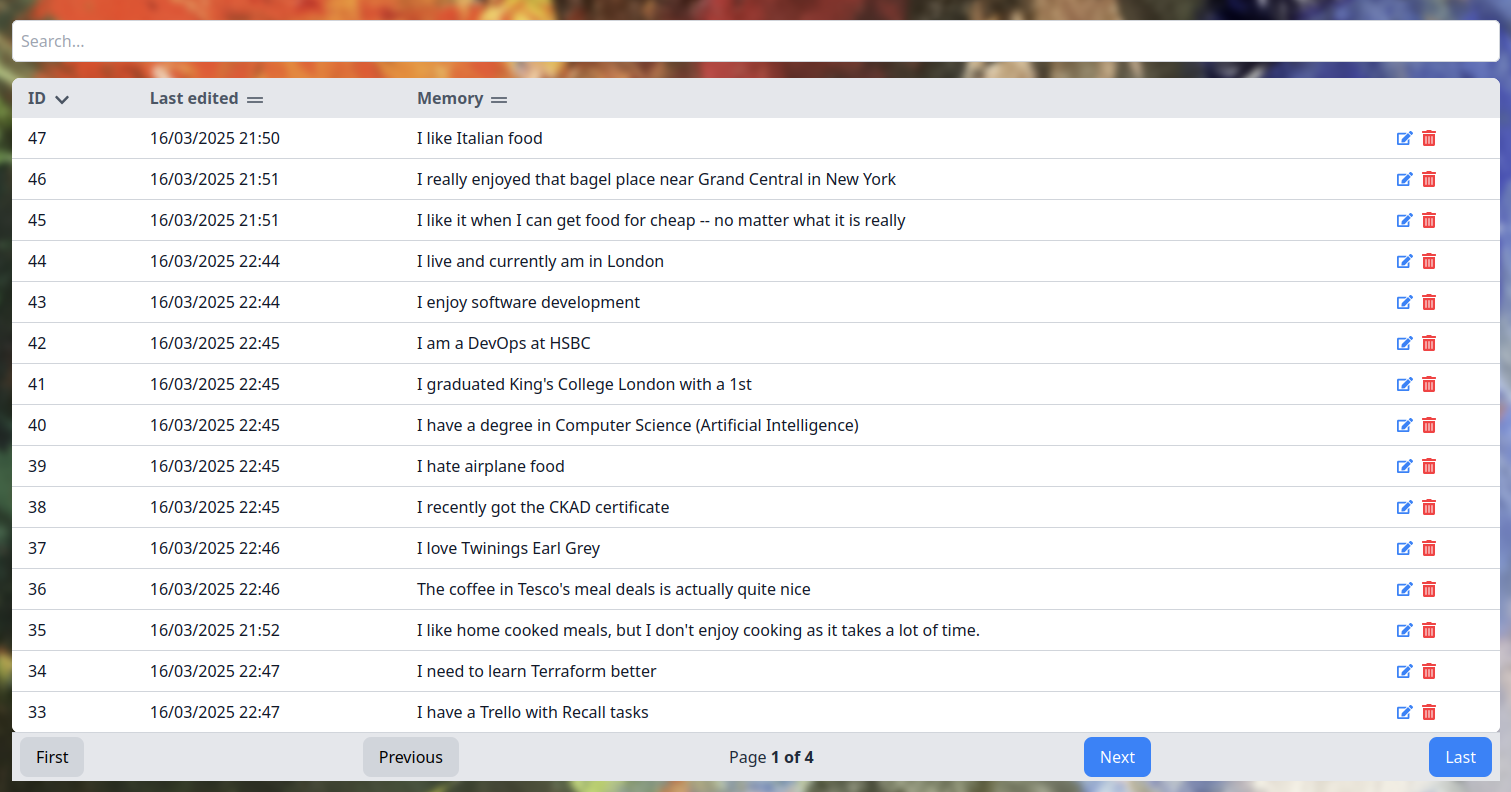 Search...
ID Last edited Memory
47 16/03/2025 21:50 I like Italian food
46 16/03/2025 21:51 I really enjoyed that bagel place near Grand Central in New York
45 16/03/2025 21:51 I like it when I can get food for cheap -- no matter what it is really
44 16/03/2025 22:44 I live and currently am in London
43 16/03/2025 22:44 I enjoy software development
42 16/03/2025 22:45 I am a DevOps at HSBC
41 16/03/2025 22:45 I graduated King's College London with a 1st
40 16/03/2025 22:45 I have a degree in Computer Science (Artificial Intelligence)
39 16/03/2025 22:45 I hate airplane food
38 16/03/2025 22:45 I recently got the CKAD certificate
37 16/03/2025 22:46 I love Twinings Earl Grey
36 16/03/2025 22:46 The coffee in Tesco's meal deals is actually quite nice
35 16/03/2025 21:52 I like home cooked meals, but I don't enjoy cooking as it takes a lot of time.
34 16/03/2025 22:47 I need to learn Terraform better
33 16/03/2025 22:47 I have a Trello with Recall tasks
First Previous Page 1 of 4 Next Last